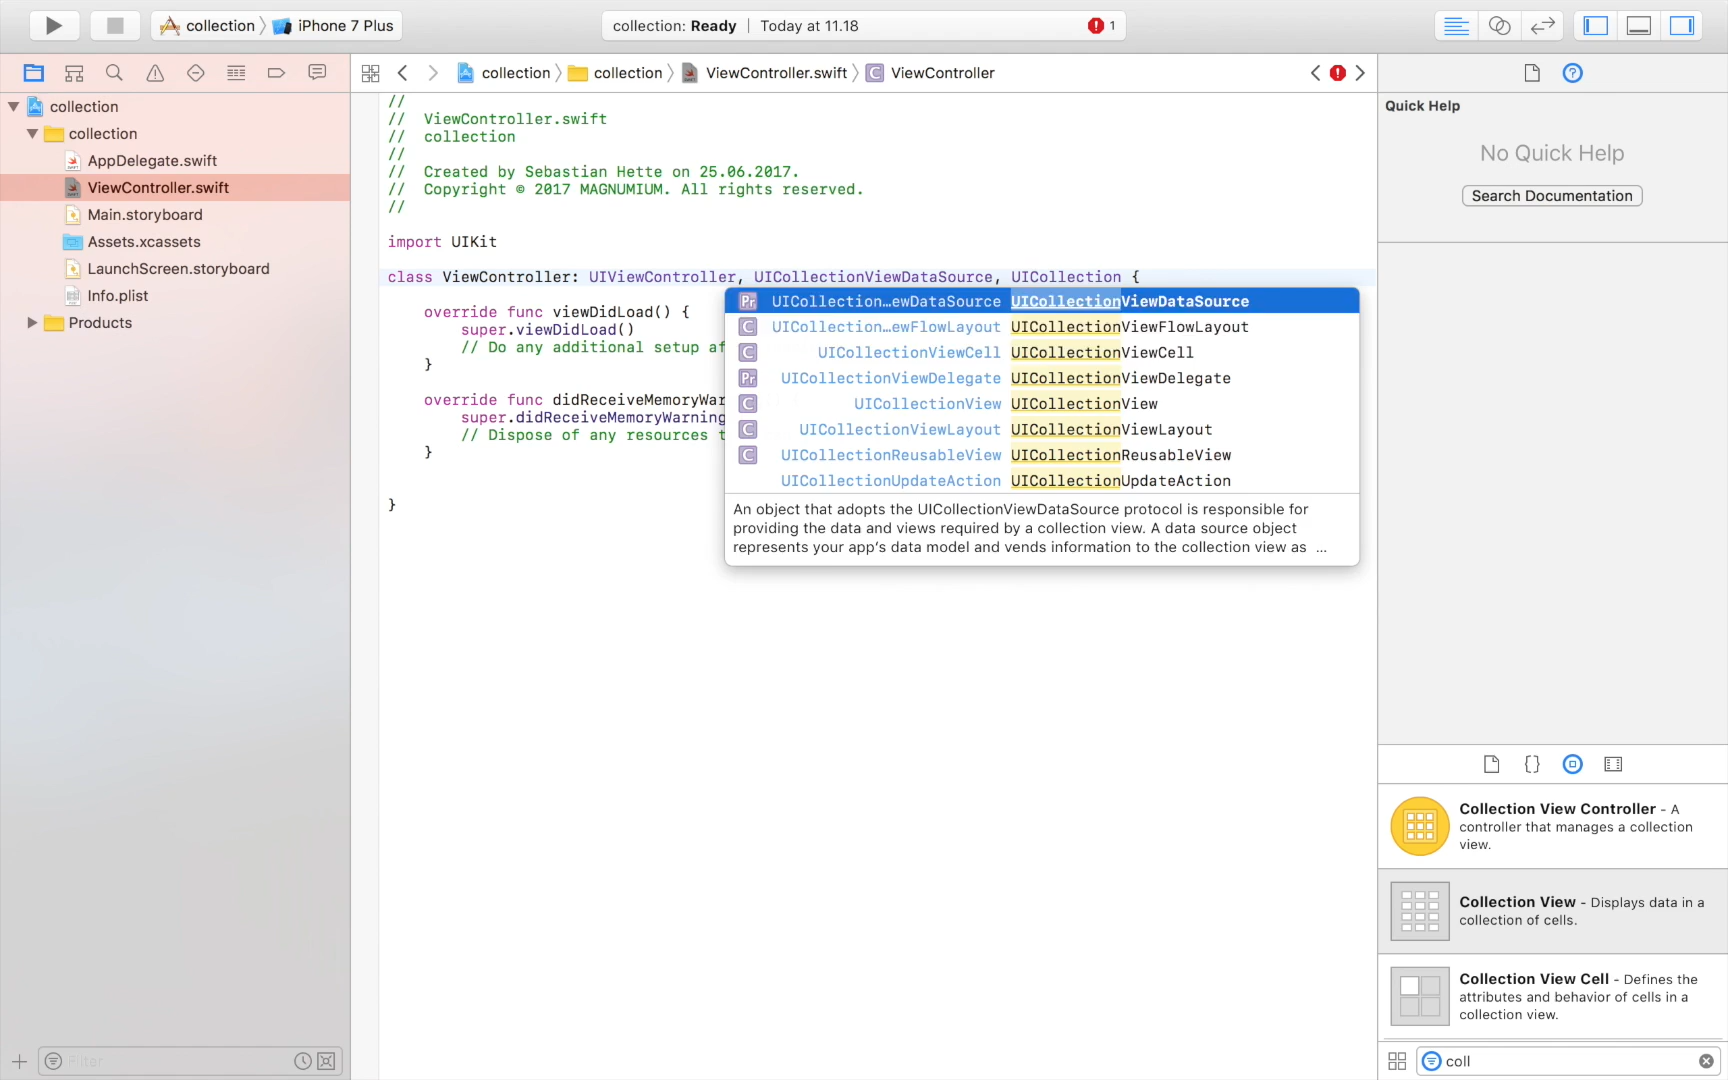 collection 〉 iPhone 7 Plus
collection: Ready | Today at 11.18
1
collection 〉 collection 〉 ViewController.swift 〉 C ViewController
collection
collection
AppDelegate.swift
ViewController.swift
Main.storyboard
Assets.xcassets
LaunchScreen.storyboard
Info.plist
Products
Filter
//
//  ViewController.swift
//  collection
//
//  Created by Sebastian Hette on 25.06.2017.
//  Copyright © 2017 MAGNUMIUM. All rights reserved.
//
import UIKit
class ViewController: UIViewController, UICollectionViewDataSource, UICollection {
override func viewDidLoad() {
super.viewDidLoad()
// Do any additional setup af
}
override func didReceiveMemoryWar
super.didReceiveMemoryWarning
// Dispose of any resources t
}
}
Pr UICollection…ewDataSource UICollectionViewDataSource
C UICollection…ewFlowLayout UICollectionViewFlowLayout
C UICollectionViewCell UICollectionViewCell
Pr UICollectionViewDelegate UICollectionViewDelegate
C UICollectionView UICollectionView
C UICollectionViewLayout UICollectionViewLayout
C UICollectionReusableView UICollectionReusableView
UICollectionUpdateAction UICollectionUpdateAction
An object that adopts the UICollectionViewDataSource protocol is responsible for
providing the data and views required by a collection view. A data source object
represents your app's data model and vends information to the collection view as …
Quick Help
No Quick Help
Search Documentation
Collection View Controller - A
controller that manages a collection
view.
Collection View - Displays data in a
collection of cells.
Collection View Cell - Defines the
attributes and behavior of cells in a
collection view.
coll